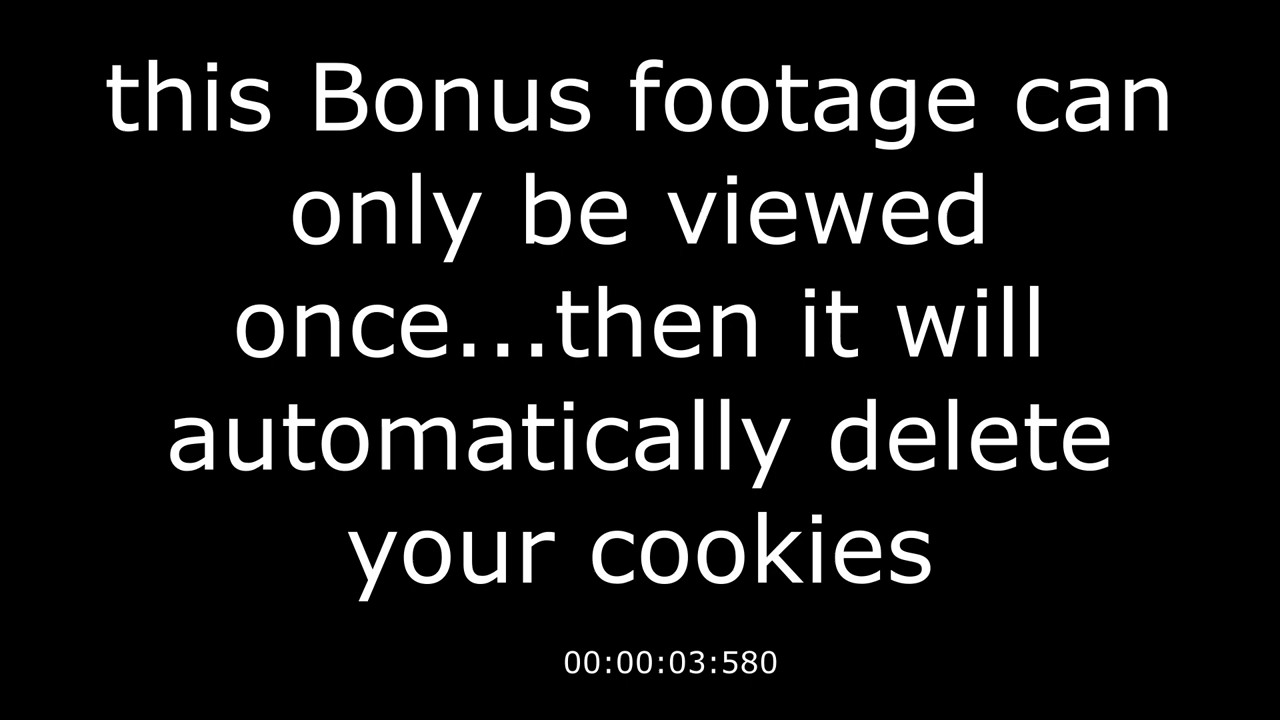 this Bonus footage can
only be viewed
once...then it will
automatically delete
your cookies
00:00:03:580